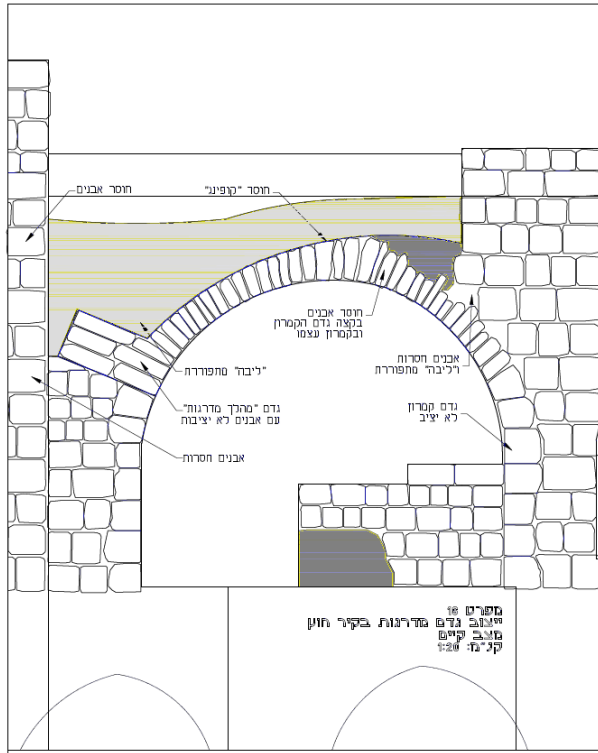 חוסר "קופינג"
חוסר אבנים
חוסר אבנים
בקצה גדם הקמרון
ובקמרון עצמו
אבנים חסרות
ו"ליבה" מתפוררת
"ליבה" מתפוררת
גדם "מהלך מדרגות"
עם אבנים לא יציבות
גדם קמרון
לא יציב
אבנים חסרות
מפרט 16
ייצוב גדם מדרגות בקיר חוץ
מצב קיים
קנ"מ: 1:20